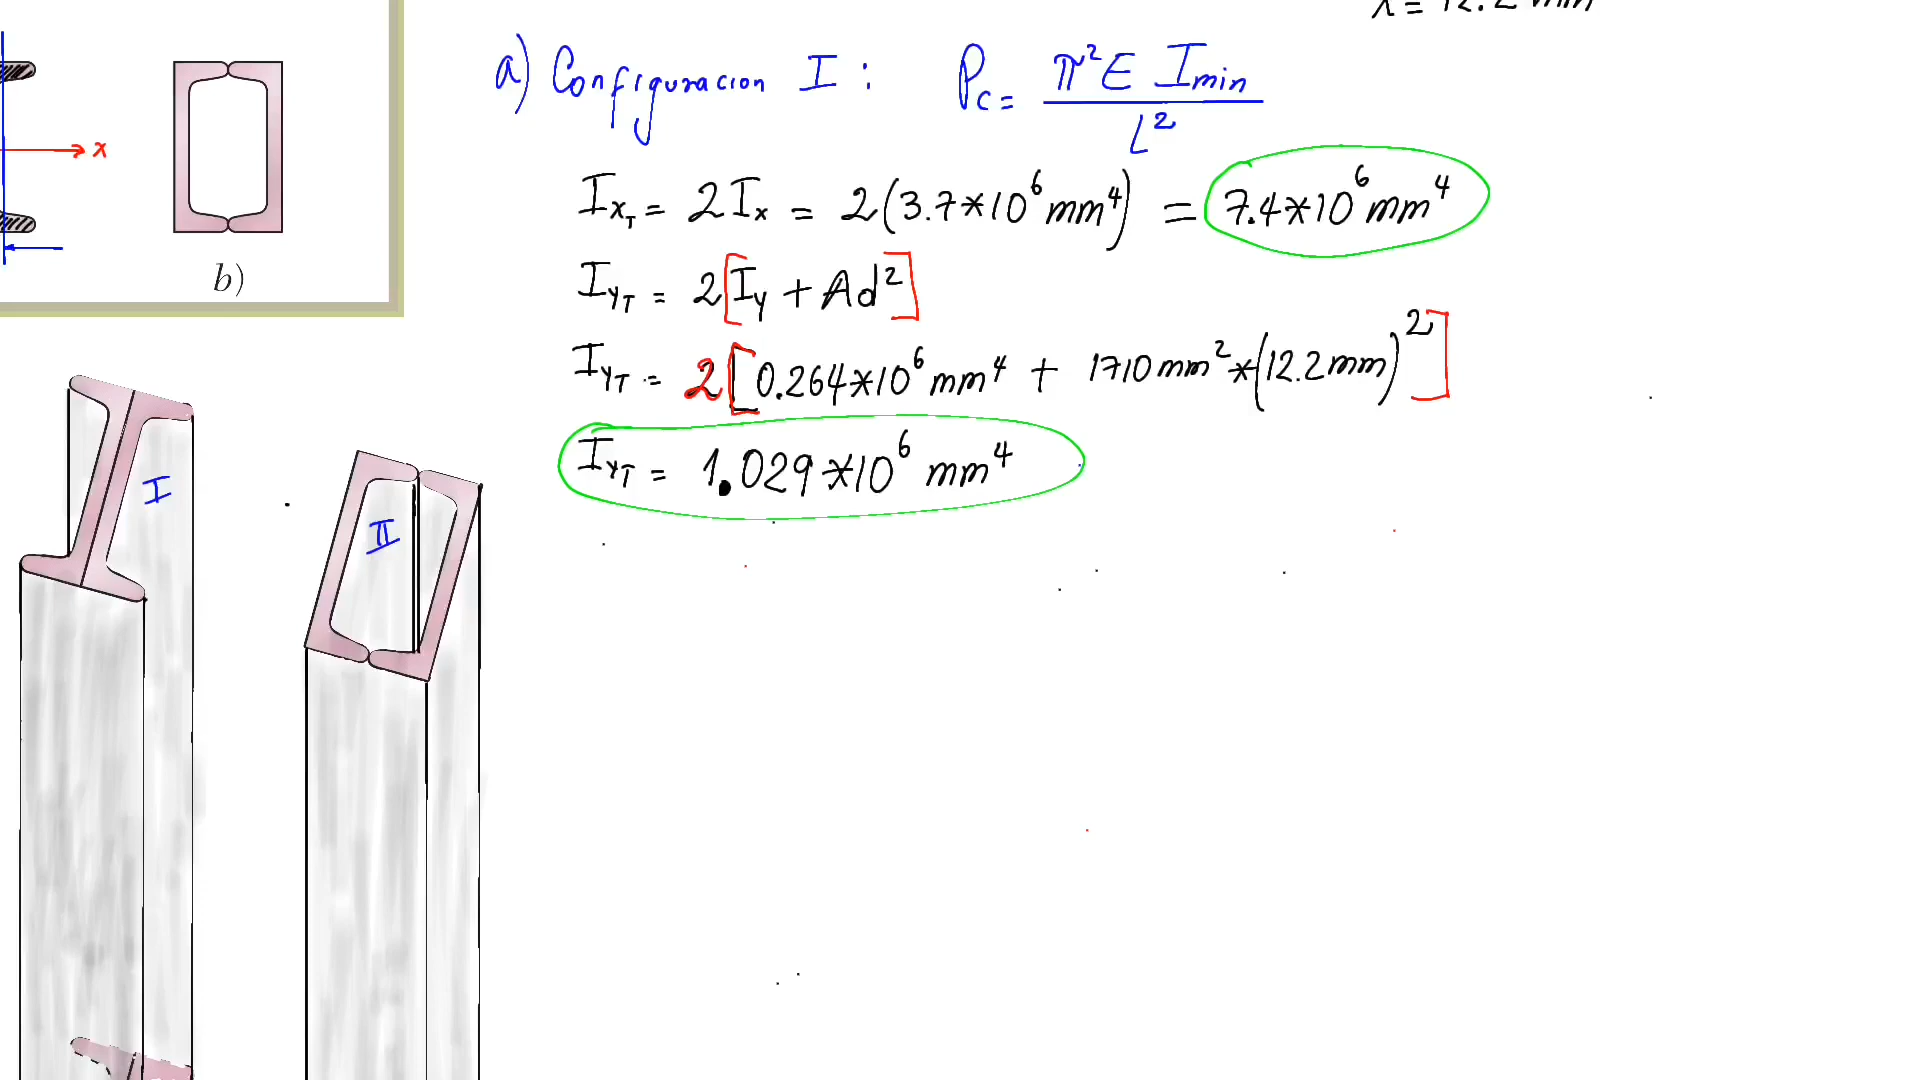 x = 12.2 mm
a) Configuracion I : Pc = π²E Imin / L²
x
IxT = 2Ix = 2(3.7*10⁶mm⁴) = 7.4*10⁶mm⁴
IyT = 2[Iy + Ad²]
b)
IyT = 2[0.264*10⁶mm⁴ + 1710mm²*(12.2mm)²]
IyT = 1.029*10⁶ mm⁴
I
II